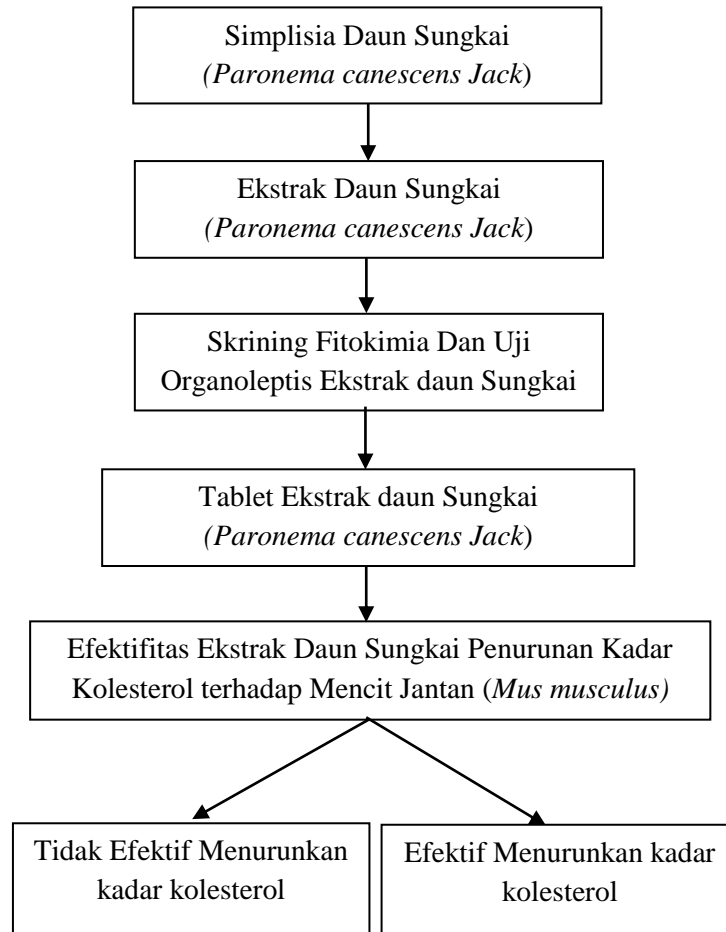 Simplisia Daun Sungkai
(Paronema canescens Jack)
Ekstrak Daun Sungkai
(Paronema canescens Jack)
Skrining Fitokimia Dan Uji
Organoleptis Ekstrak daun Sungkai
Tablet Ekstrak daun Sungkai
(Paronema canescens Jack)
Efektifitas Ekstrak Daun Sungkai Penurunan Kadar
Kolesterol terhadap Mencit Jantan (Mus musculus)
Tidak Efektif Menurunkan
kadar kolesterol
Efektif Menurunkan kadar
kolesterol